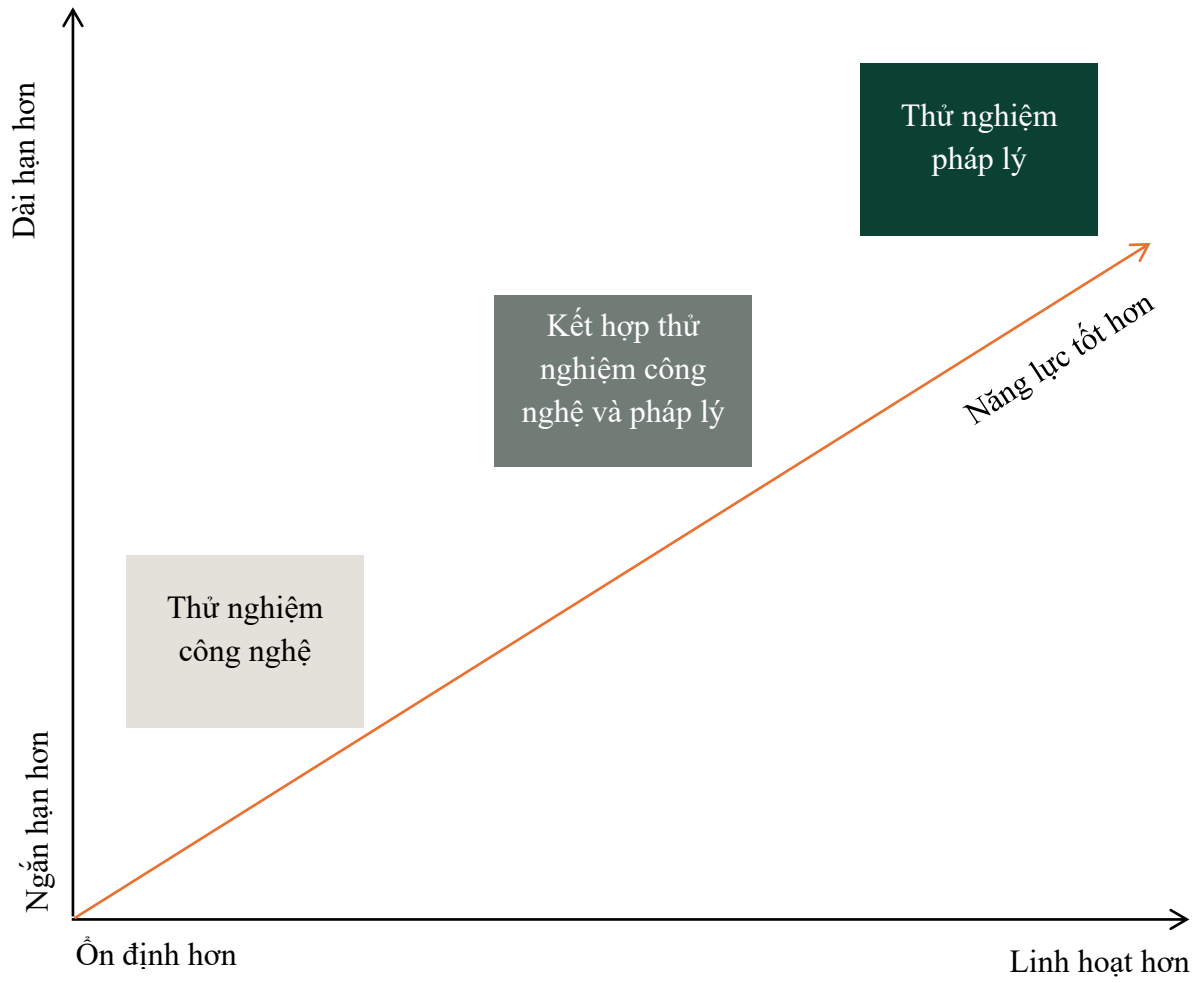 Dài hạn hơn
Thử nghiệm
pháp lý
Kết hợp thử
nghiệm công
nghệ và pháp lý
Năng lực tốt hơn
Thử nghiệm
công nghệ
Ngắn hạn hơn
Ổn định hơn
Linh hoạt hơn